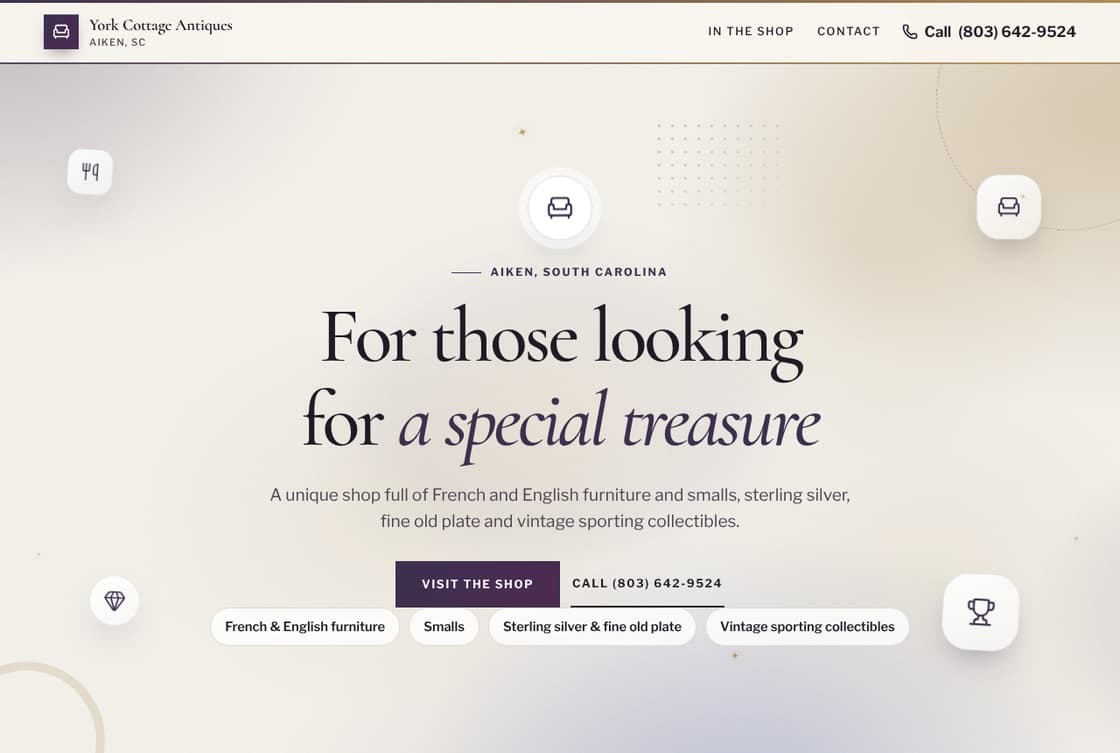 York Cottage Antiques
AIKEN, SC
IN THE SHOP
CONTACT
Call (803) 642-9524
AIKEN, SOUTH CAROLINA
For those looking
for a special treasure
A unique shop full of French and English furniture and smalls, sterling silver,
fine old plate and vintage sporting collectibles.
VISIT THE SHOP
CALL (803) 642-9524
French & English furniture
Smalls
Sterling silver & fine old plate
Vintage sporting collectibles